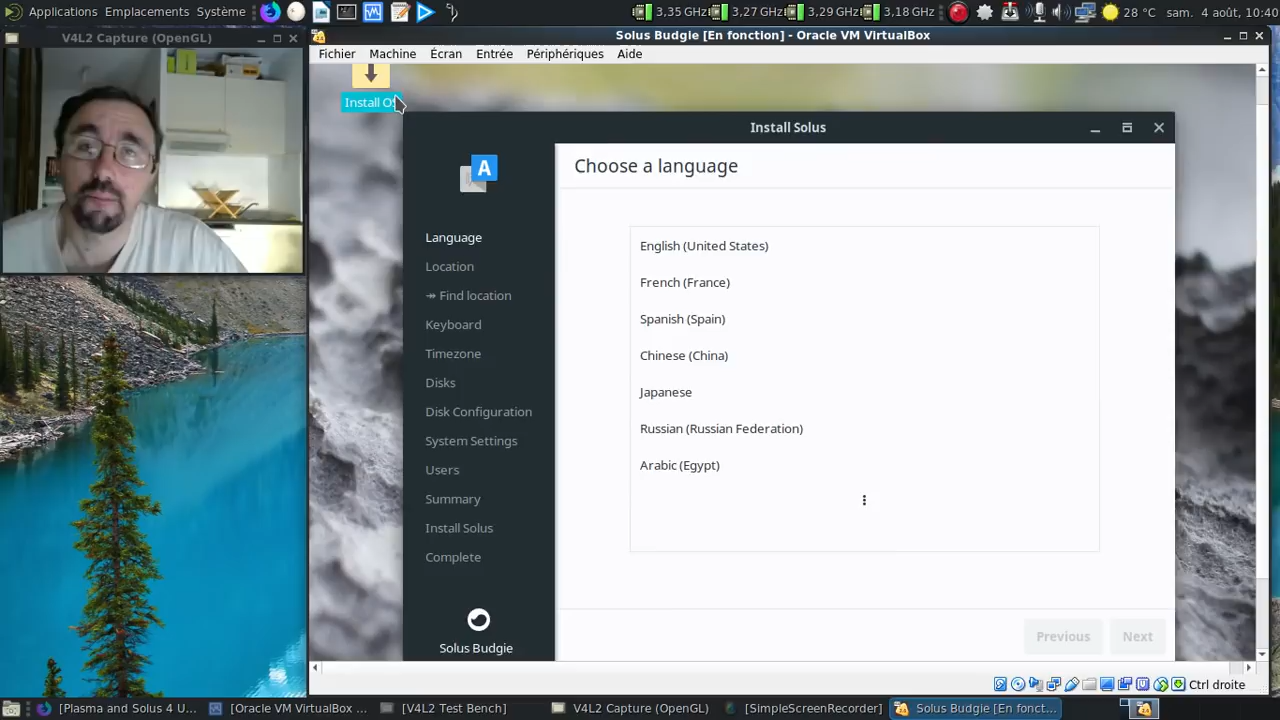 Applications Emplacements Système 3,35 GHz 3,27 GHz 3,23 GHz 3,18 GHz 28 °C sam. 4 août, 10:40
V4L2 Capture (OpenGL)
Solus Budgie [En fonction] - Oracle VM VirtualBox
Fichier Machine Écran Entrée Périphériques Aide
Install OS
Install Solus
A
Choose a language
Language
Location
↠ Find location
Keyboard
Timezone
Disks
Disk Configuration
System Settings
Users
Summary
Install Solus
Complete
Solus Budgie
English (United States)
French (France)
Spanish (Spain)
Chinese (China)
Japanese
Russian (Russian Federation)
Arabic (Egypt)
Previous Next
Ctrl droite
[Plasma and Solus 4 U... [Oracle VM VirtualBox ... [V4L2 Test Bench] V4L2 Capture (OpenGL) [SimpleScreenRecorder] Solus Budgie [En fonct...